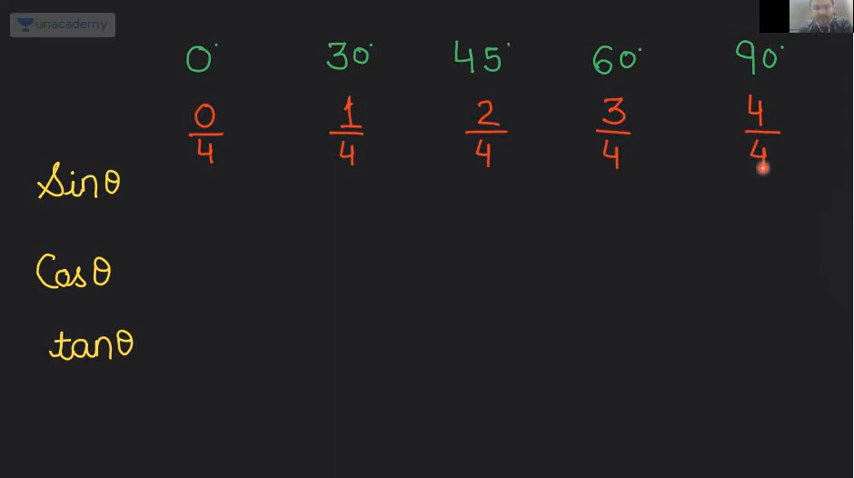 unacademy
0° 30° 45° 60° 90°
0/4 1/4 2/4 3/4 4/4
Sinθ
Cosθ
tanθ